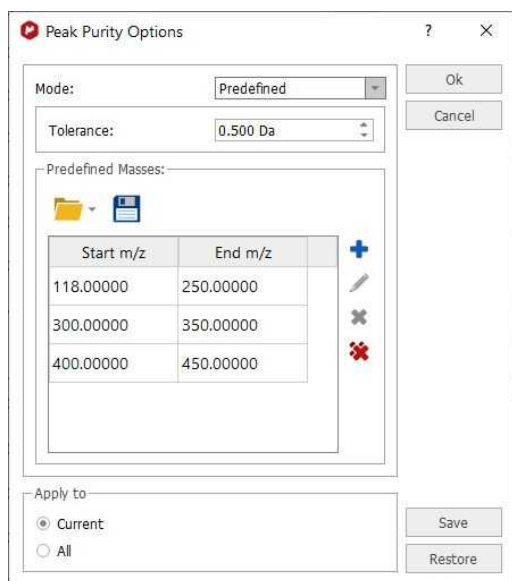 Peak Purity Options
?
Mode:
Predefined
Ok
Cancel
Tolerance:
0.500 Da
Predefined Masses:
Start m/z End m/z
118.00000 250.00000
300.00000 350.00000
400.00000 450.00000
Apply to
Current
All
Save
Restore